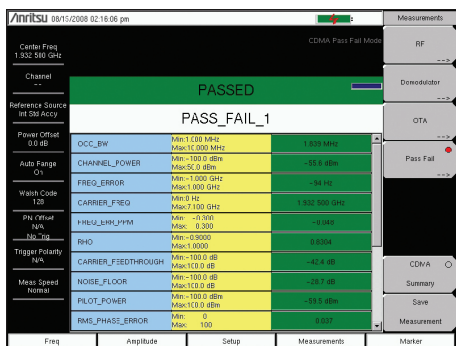 Anritsu 08/15/2008 02:16:06 pm
Measurements
CDMA Pass Fail Mode
Center Freq
1.932 500 GHz
Channel
--
Reference Source
Int Std Accy
Power Offset
0.0 dB
Auto Range
On
Walsh Code
128
PN Offset
N/A
No Trig
Trigger Polarity
N/A
Meas Speed
Normal
PASSED
PASS_FAIL_1
OCC_BW
Min:1.000 MHz
Max:10.000 MHz
CHANNEL_POWER
Min:-100.0 dBm
Max:50.0 dBm
-55.6 dBm
FREQ_ERROR
Min:-1.000 GHz
Max:1.000 GHz
-94 Hz
CARRIER_FREQ
Min:0 Hz
Max:7.100 GHz
1.932 500 GHz
FREQ_ERR_PPM
Min: -0.300
Max: 0.300
-0.048
RHO
Min:-0.9000
Max:1.0000
CARRIER_FEEDTHROUGH
Min:-100.0 dB
Max:100.0 dB
-42.4 dB
NOISE_FLOOR
Min:-100.0 dB
Max:100.0 dB
-28.7 dB
PILOT_POWER
Min:-100.0 dBm
Max:100.0 dBm
-59.5 dBm
RMS_PHASE_ERROR
Min: 0
Max: 100
0.037
RF
-->
Demodulator
-->
OTA
-->
Pass Fail
-->
CDMA
Summary
Save
Measurement
-->
Freq
Amplitude
Setup
Measurements
Marker